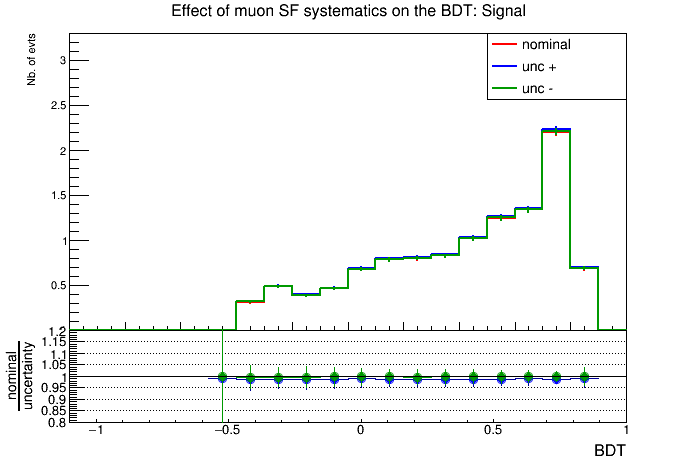 Effect of muon SF systematics on the BDT: Signal
Nb. of evts
3
2.5
2
1.5
1
0.5
nominal
unc +
unc -
nominal
uncertainty
1.2
1.15
1.1
1.05
1
0.95
0.9
0.85
0.8
−1
−0.5
0
0.5
1
BDT